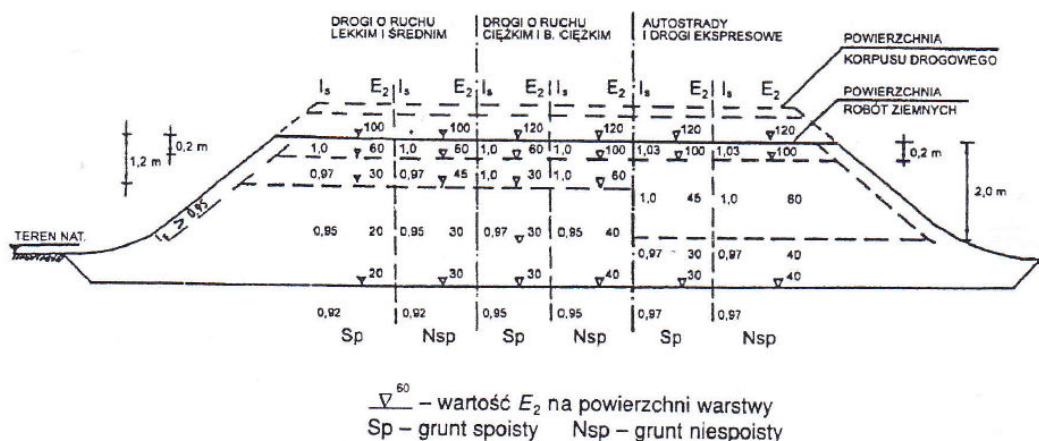 DROGI O RUCHU
LEKKIM I ŚREDNIM
DROGI O RUCHU
CIĘŻKIM I B. CIĘŻKIM
AUTOSTRADY
I DROGI EKSPRESOWE
POWIERZCHNIA
KORPUSU DROGOWEGO
POWIERZCHNIA
ROBÓT ZIEMNYCH
Is E2 Is E2 Is E2 Is E2 Is E2 Is E2
100 100 120 120 120 120
1,0 60 1,0 60 1,0 60 1,0 100 1,03 100 1,03 100
0,97 30 0,97 45 1,0 30 1,0 60
1,0 45 1,0 60
0,95 20 0,95 30 0,97 30 0,95 40
0,97 30 0,97 40
20 30 30 40 30 40
0,92 0,92 0,95 0,95 0,97 0,97
Sp Nsp Sp Nsp Sp Nsp
1,2 m
0,2 m
0,2 m
2,0 m
Is ≥ 0,95
TEREN NAT.
60 – wartość E2 na powierzchni warstwy
Sp – grunt spoisty Nsp – grunt niespoisty